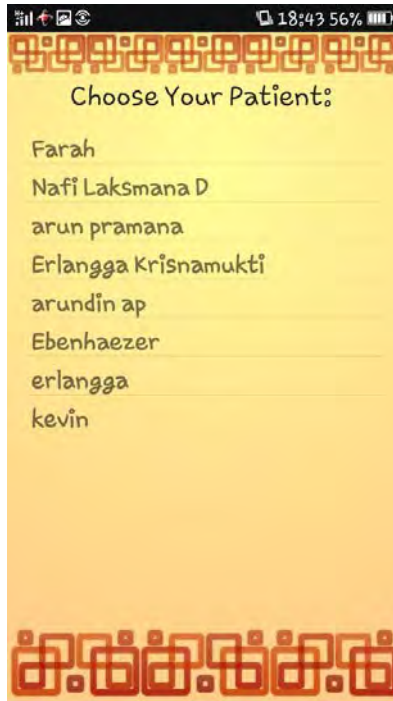 18:43 56%
Choose Your Patient:
Farah
Nafi Laksmana D
arun pramana
Erlangga Krisnamukti
arundin ap
Ebenhaezer
erlangga
kevin